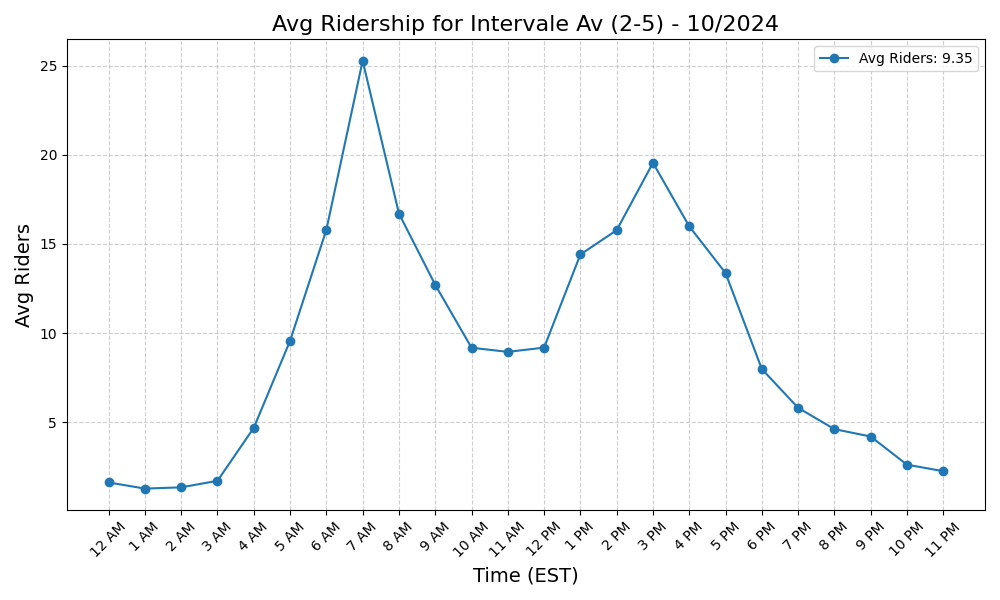 Avg Ridership for Intervale Av (2-5) - 10/2024
Avg Riders: 9.35
Avg Riders
25
20
15
10
5
12 AM
1 AM
2 AM
3 AM
4 AM
5 AM
6 AM
7 AM
8 AM
9 AM
10 AM
11 AM
12 PM
1 PM
2 PM
3 PM
4 PM
5 PM
6 PM
7 PM
8 PM
9 PM
10 PM
11 PM
Time (EST)